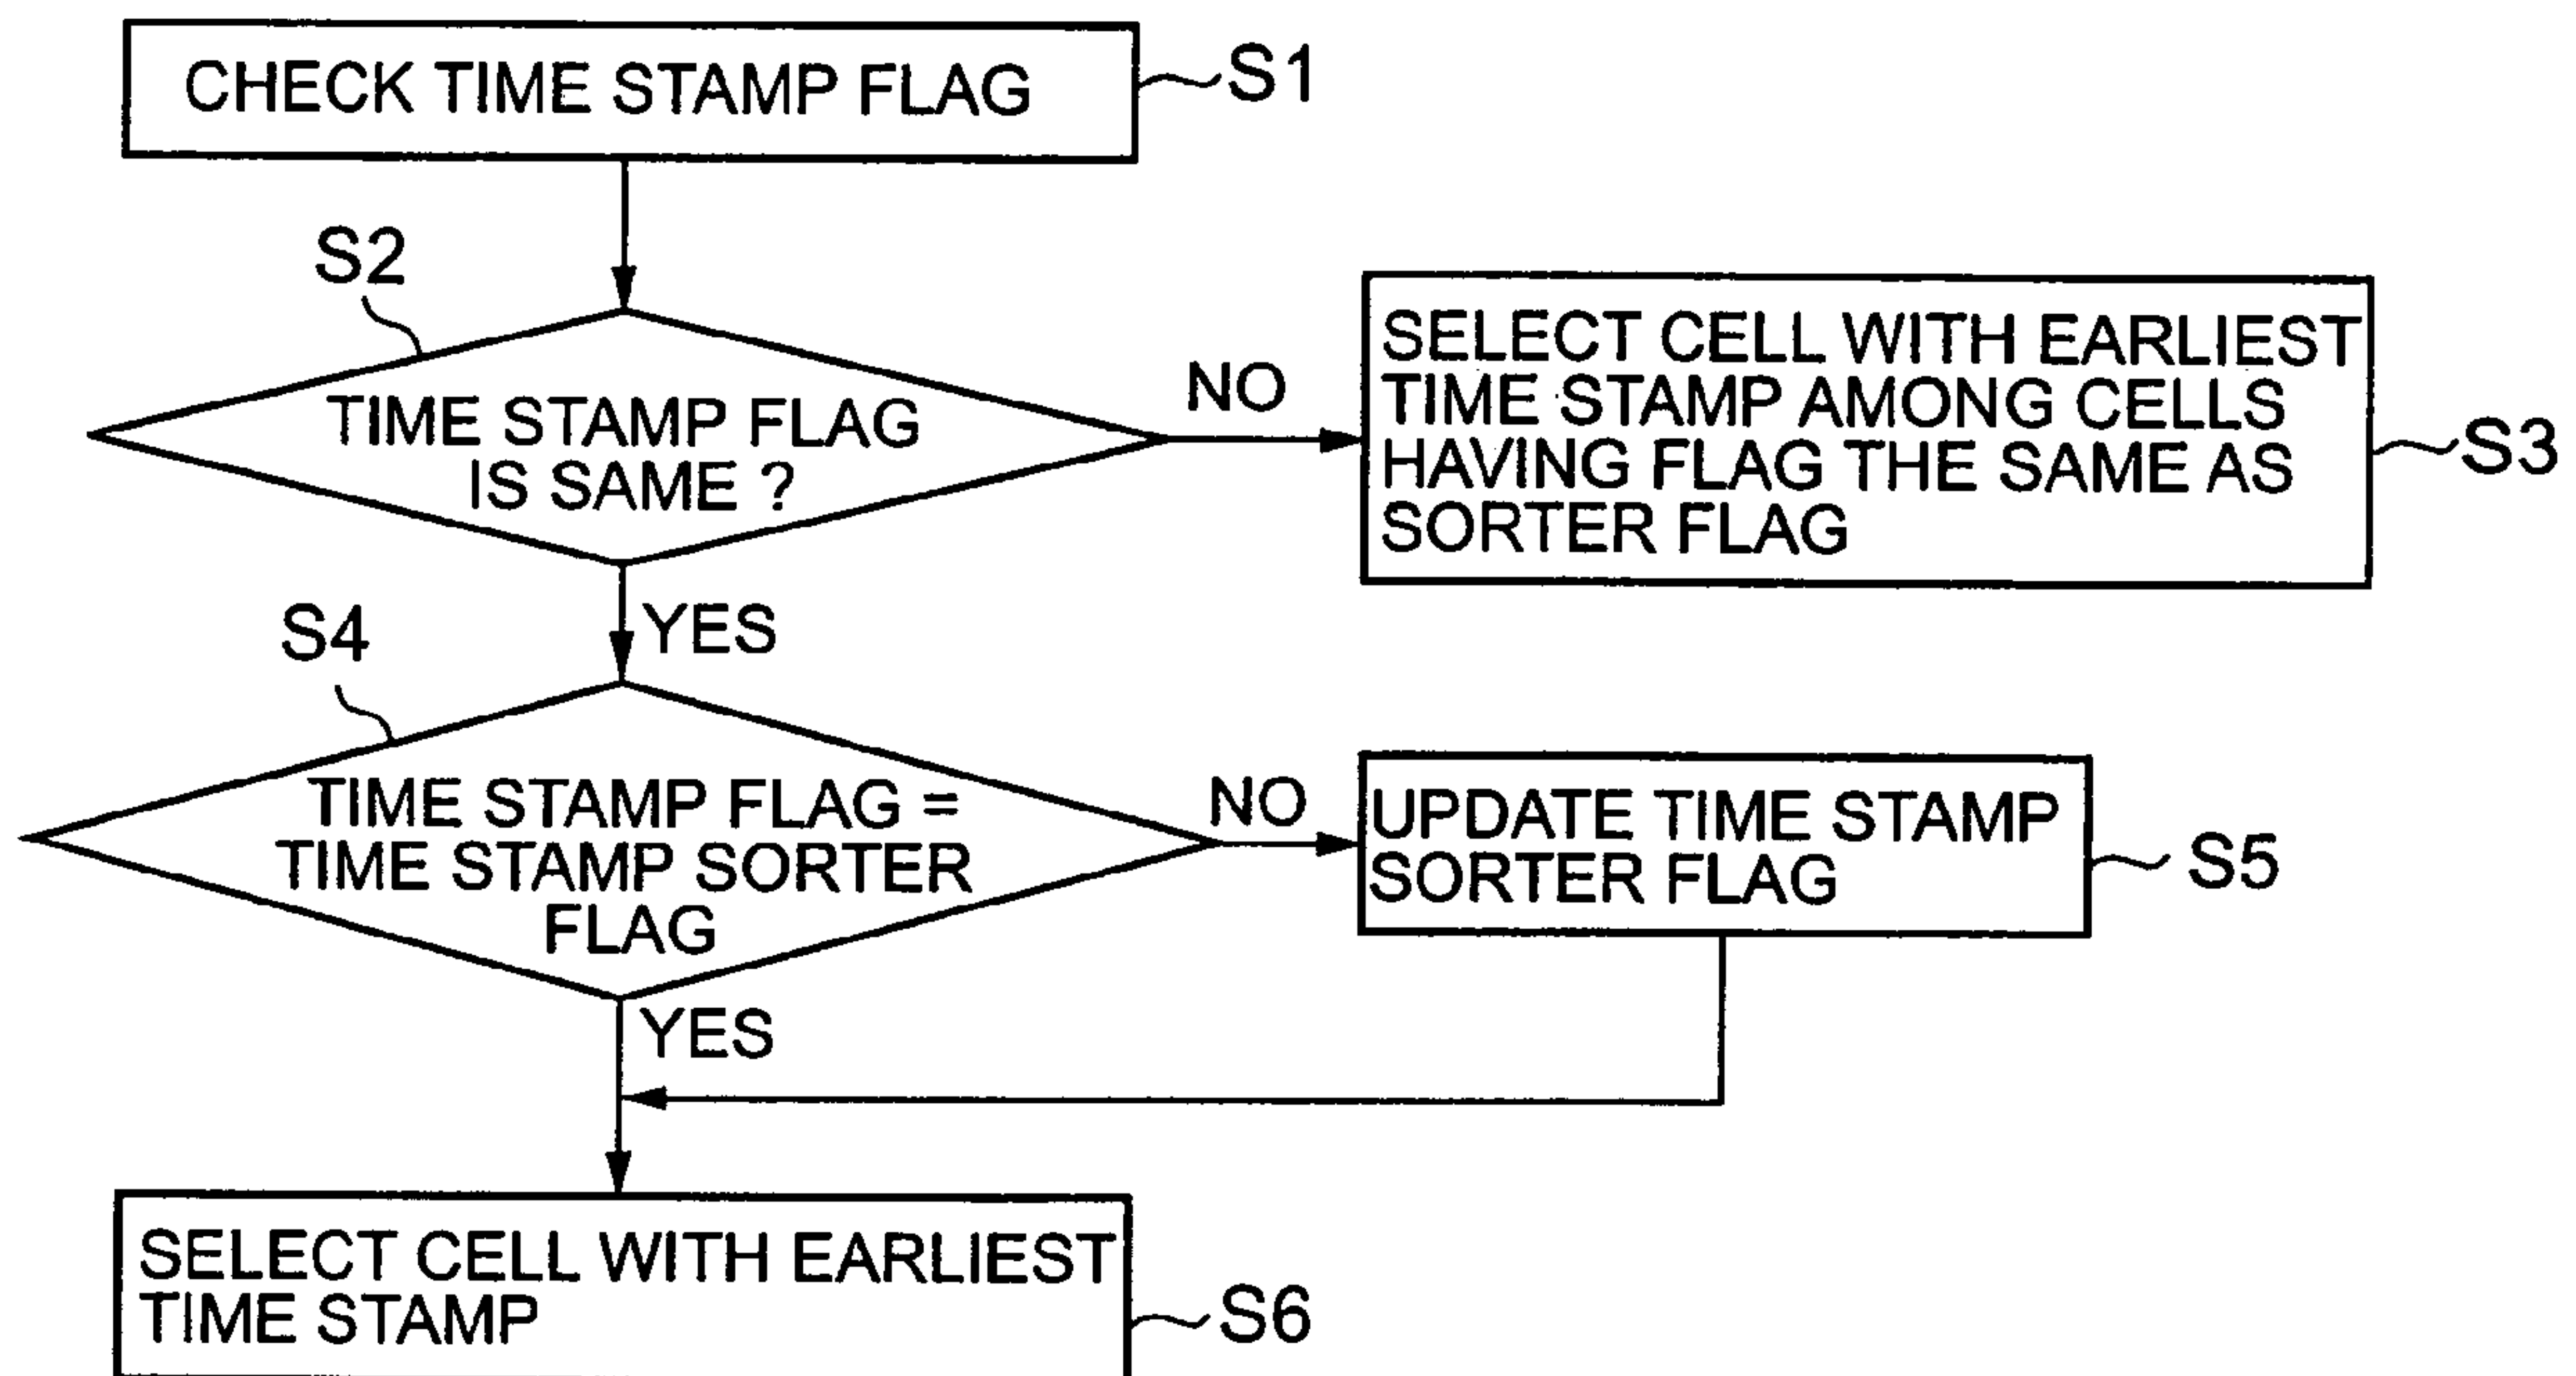 CHECK TIME STAMP FLAG
S1
S2
TIME STAMP FLAG
IS SAME ?
NO
SELECT CELL WITH EARLIEST
TIME STAMP AMONG CELLS
HAVING FLAG THE SAME AS
SORTER FLAG
S3
YES
S4
TIME STAMP FLAG =
TIME STAMP SORTER
FLAG
NO
UPDATE TIME STAMP
SORTER FLAG
S5
YES
SELECT CELL WITH EARLIEST
TIME STAMP
S6